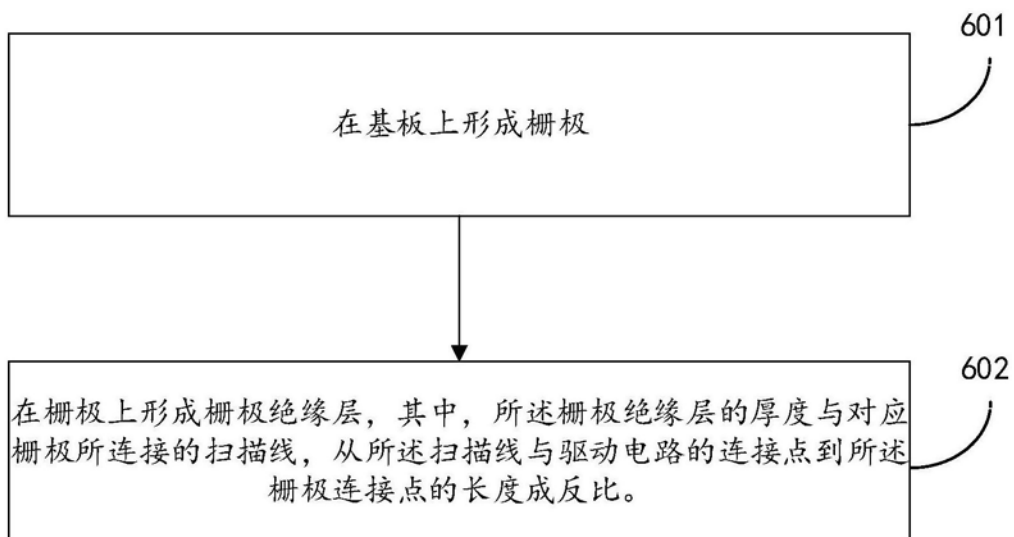 601
在基板上形成栅极
602
在栅极上形成栅极绝缘层，其中，所述栅极绝缘层的厚度与对应
栅极所连接的扫描线，从所述扫描线与驱动电路的连接点到所述
栅极连接点的长度成反比。